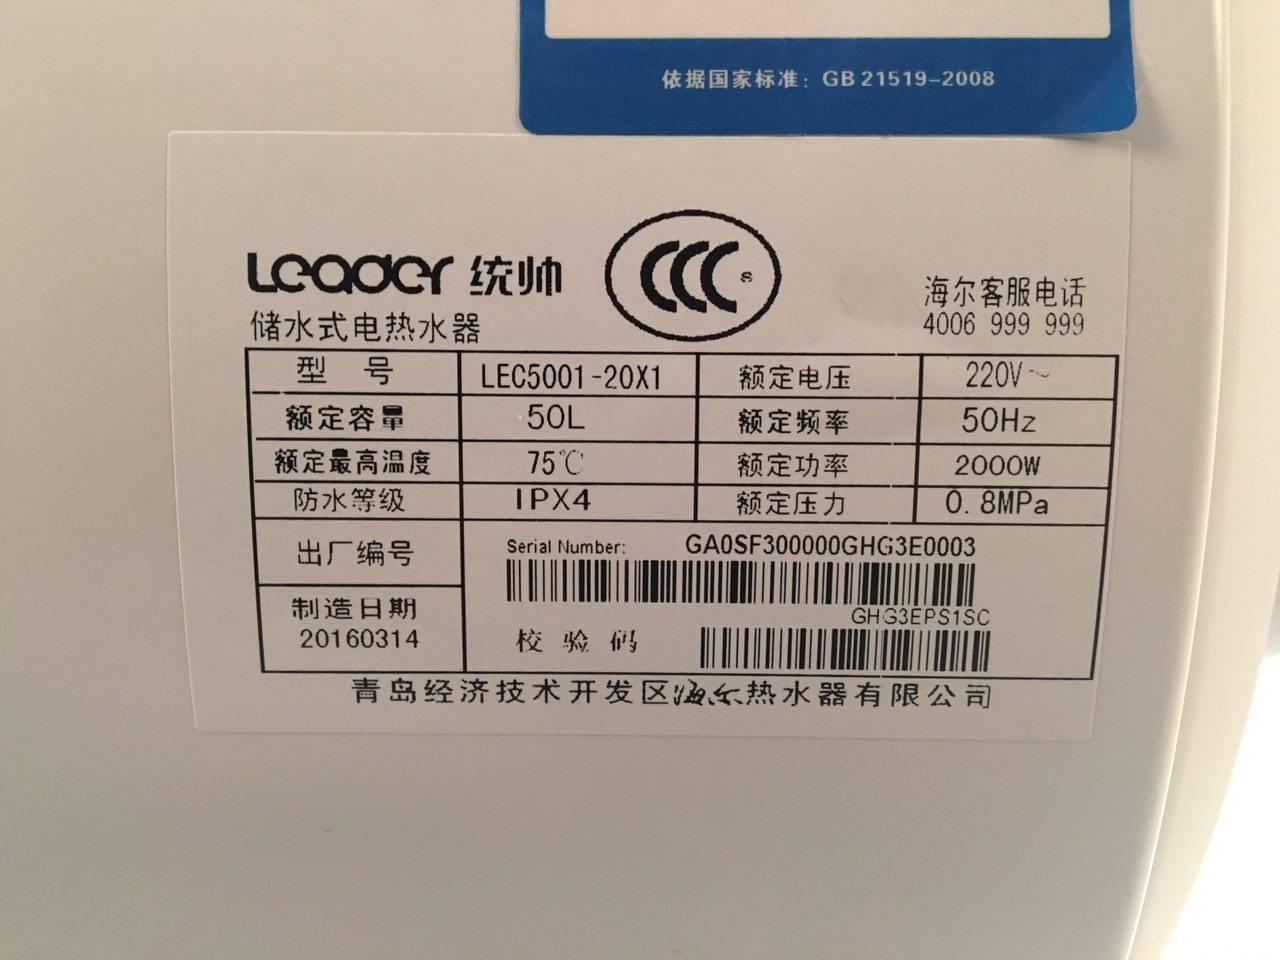 依据国家标准：GB 21519-2008
Leader 统帅
CCC S
海尔客服电话
4006 999 999
储水式电热水器
型 号 LEC5001-20X1 额定电压 220V~
额定容量 50L 额定频率 50Hz
额定最高温度 75℃ 额定功率 2000W
防水等级 IPX4 额定压力 0.8MPa
出厂编号 Serial Number: GA0SF300000GHG3E0003
制造日期 GHG3EPS1SC
20160314 校验码
青岛经济技术开发区海尔热水器有限公司